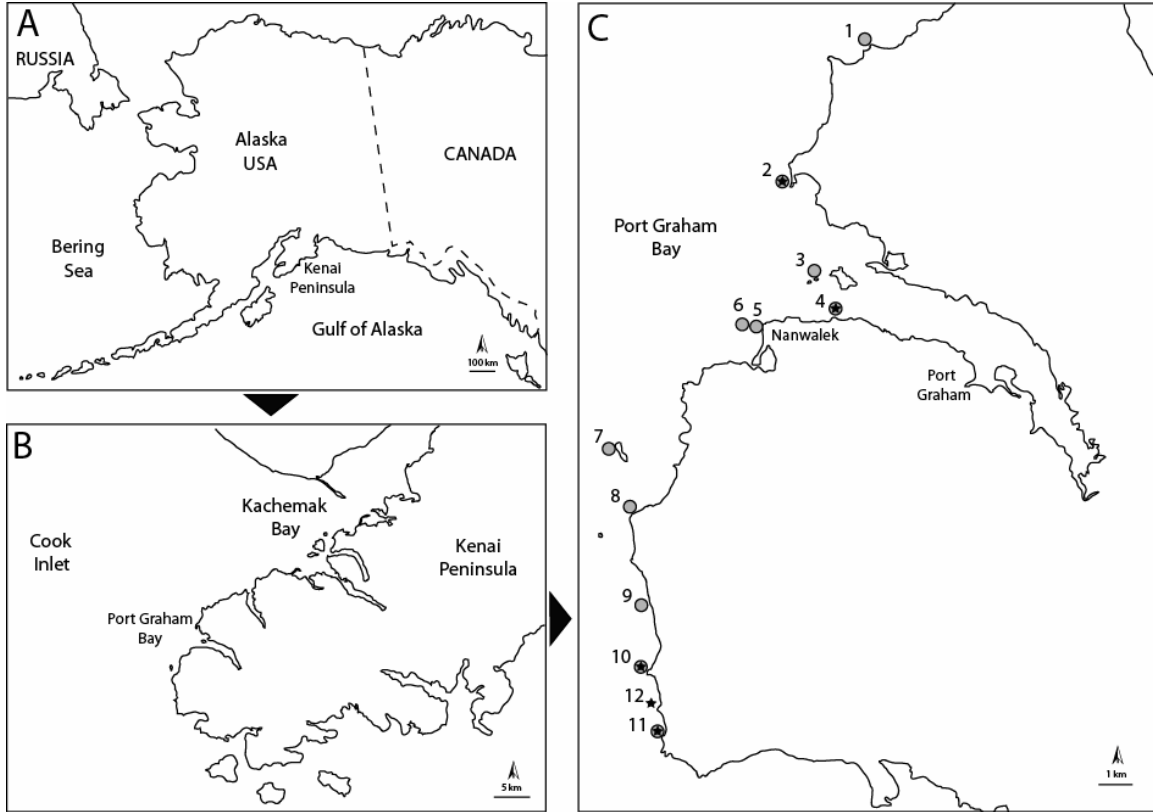 A
RUSSIA
Alaska
USA
CANADA
Bering
Sea
Kenai
Peninsula
Gulf of Alaska
100 km
B
Kachemak
Bay
Cook
Inlet
Kenai
Peninsula
Port Graham
Bay
5 km
C
1
2
Port Graham
Bay
3
4
6
5
Nanwalek
Port
Graham
7
8
9
10
12
11
1 km